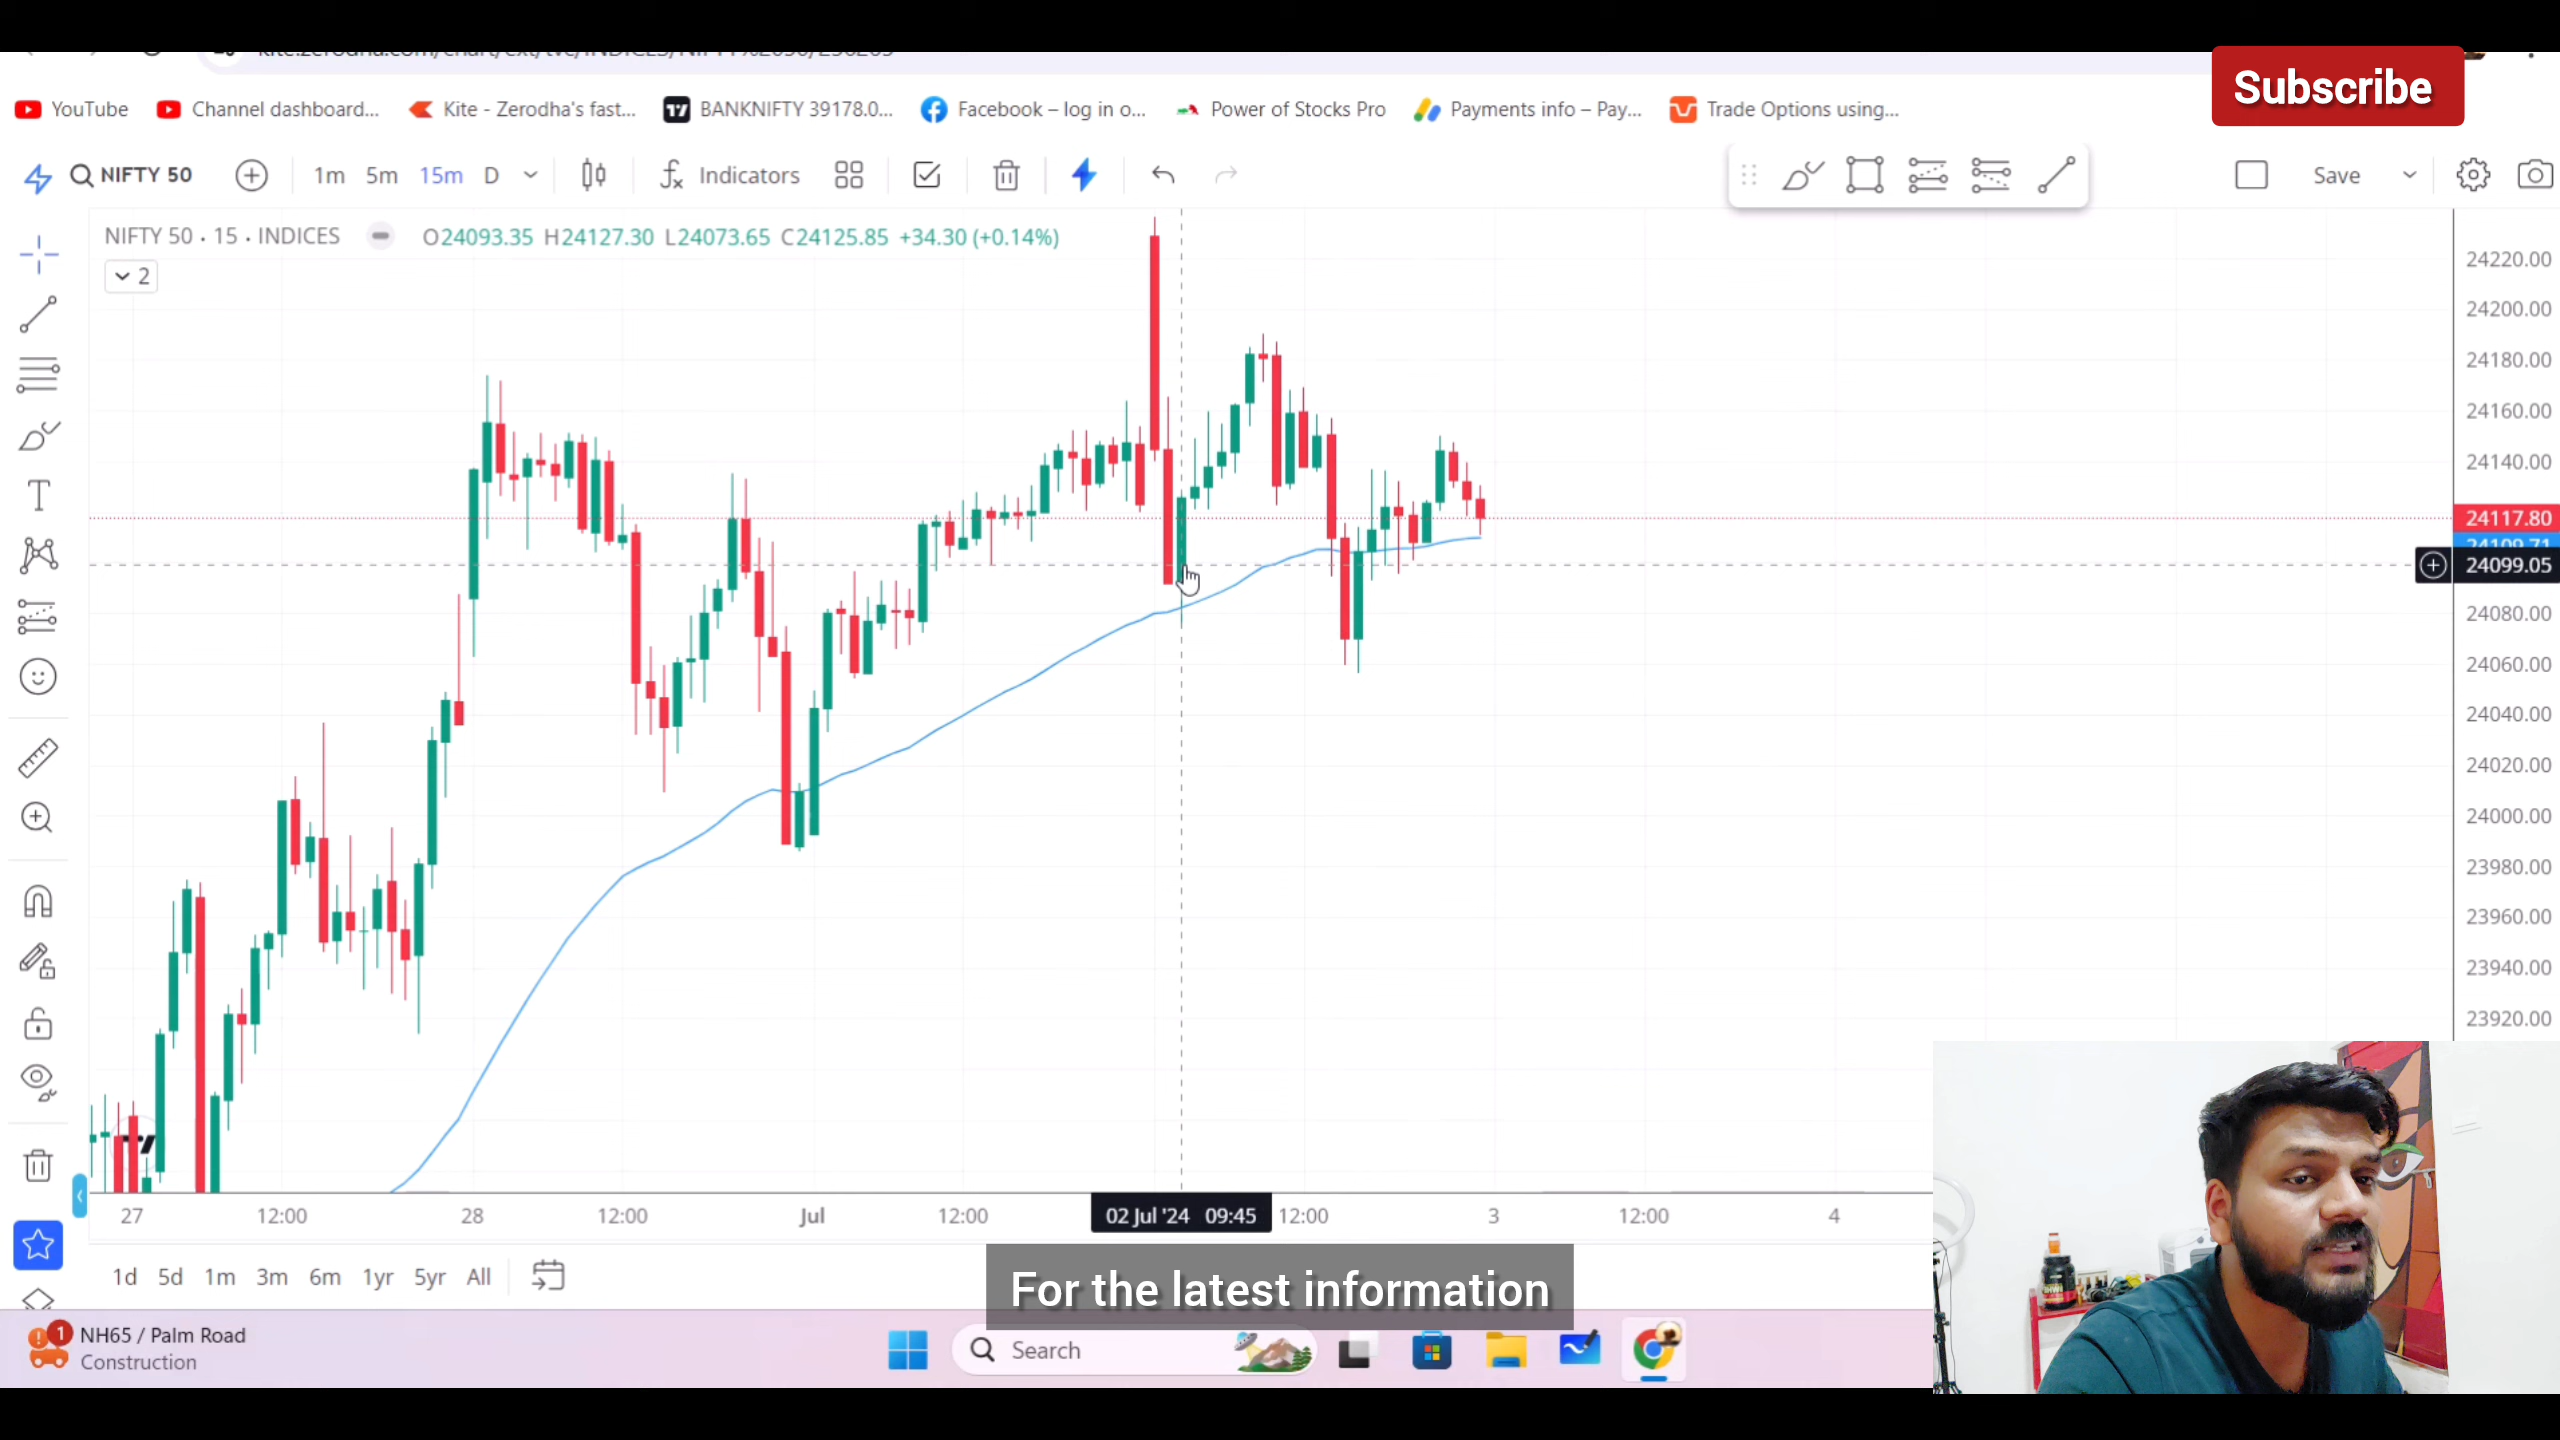 Subscribe
YouTube Channel dashboard... Kite - Zerodha's fast... BANKNIFTY 39178.0... Facebook – log in o... Power of Stocks Pro Payments info – Pay... Trade Options using...
NIFTY 50 1m 5m 15m D Indicators Save
NIFTY 50 · 15 · INDICES O24093.35 H24127.30 L24073.65 C24125.85 +34.30 (+0.14%)
2
24220.00
24200.00
24180.00
24160.00
24140.00
24117.80
24099.05
24080.00
24060.00
24040.00
24020.00
24000.00
23980.00
23960.00
23940.00
23920.00
27 12:00 28 12:00 Jul 12:00 02 Jul '24 09:45 12:00 3 12:00 4
1d 5d 1m 3m 6m 1yr 5yr All
For the latest information
1 NH65 / Palm Road
Construction
Search